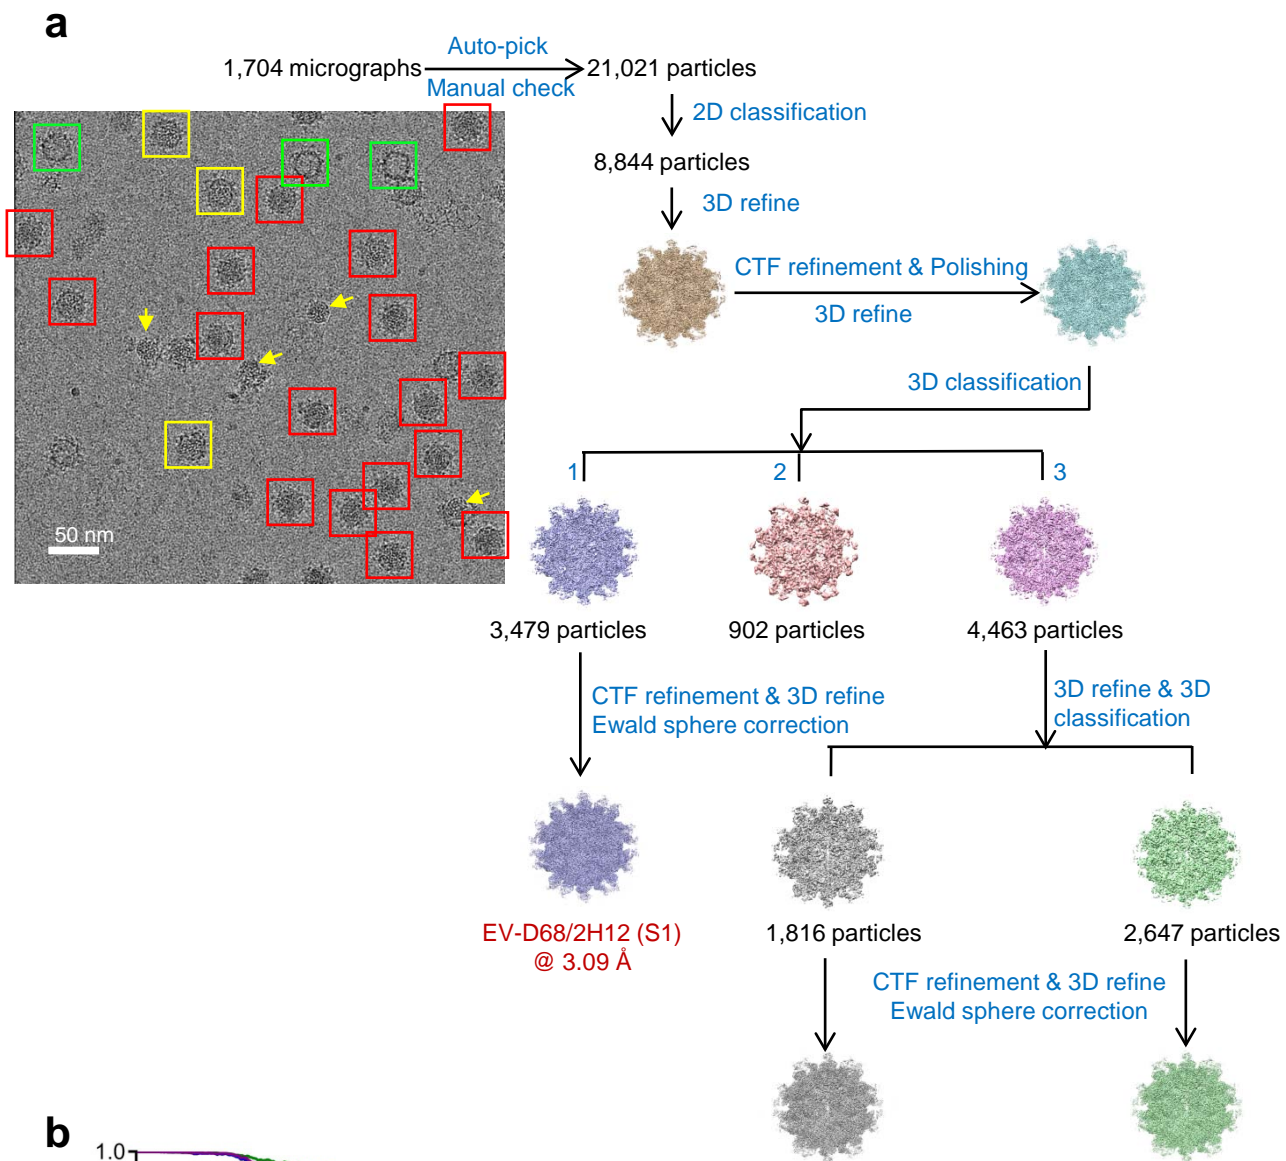 a
1,704 micrographs
Auto-pick
Manual check
21,021 particles
2D classification
8,844 particles
3D refine
CTF refinement & Polishing
3D refine
3D classification
1
2
3
50 nm
3,479 particles
902 particles
4,463 particles
CTF refinement & 3D refine
Ewald sphere correction
3D refine & 3D
classification
EV-D68/2H12 (S1)
@ 3.09 Å
1,816 particles
2,647 particles
CTF refinement & 3D refine
Ewald sphere correction
b
1.0